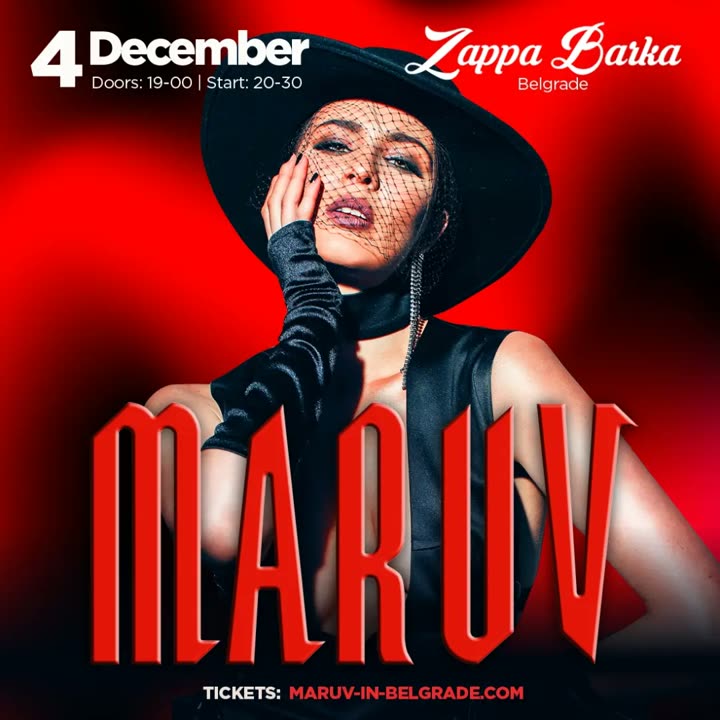 4 December
Doors: 19-00 | Start: 20-30
Zappa Barka
Belgrade
MARUV
TICKETS: MARUV-IN-BELGRADE.COM